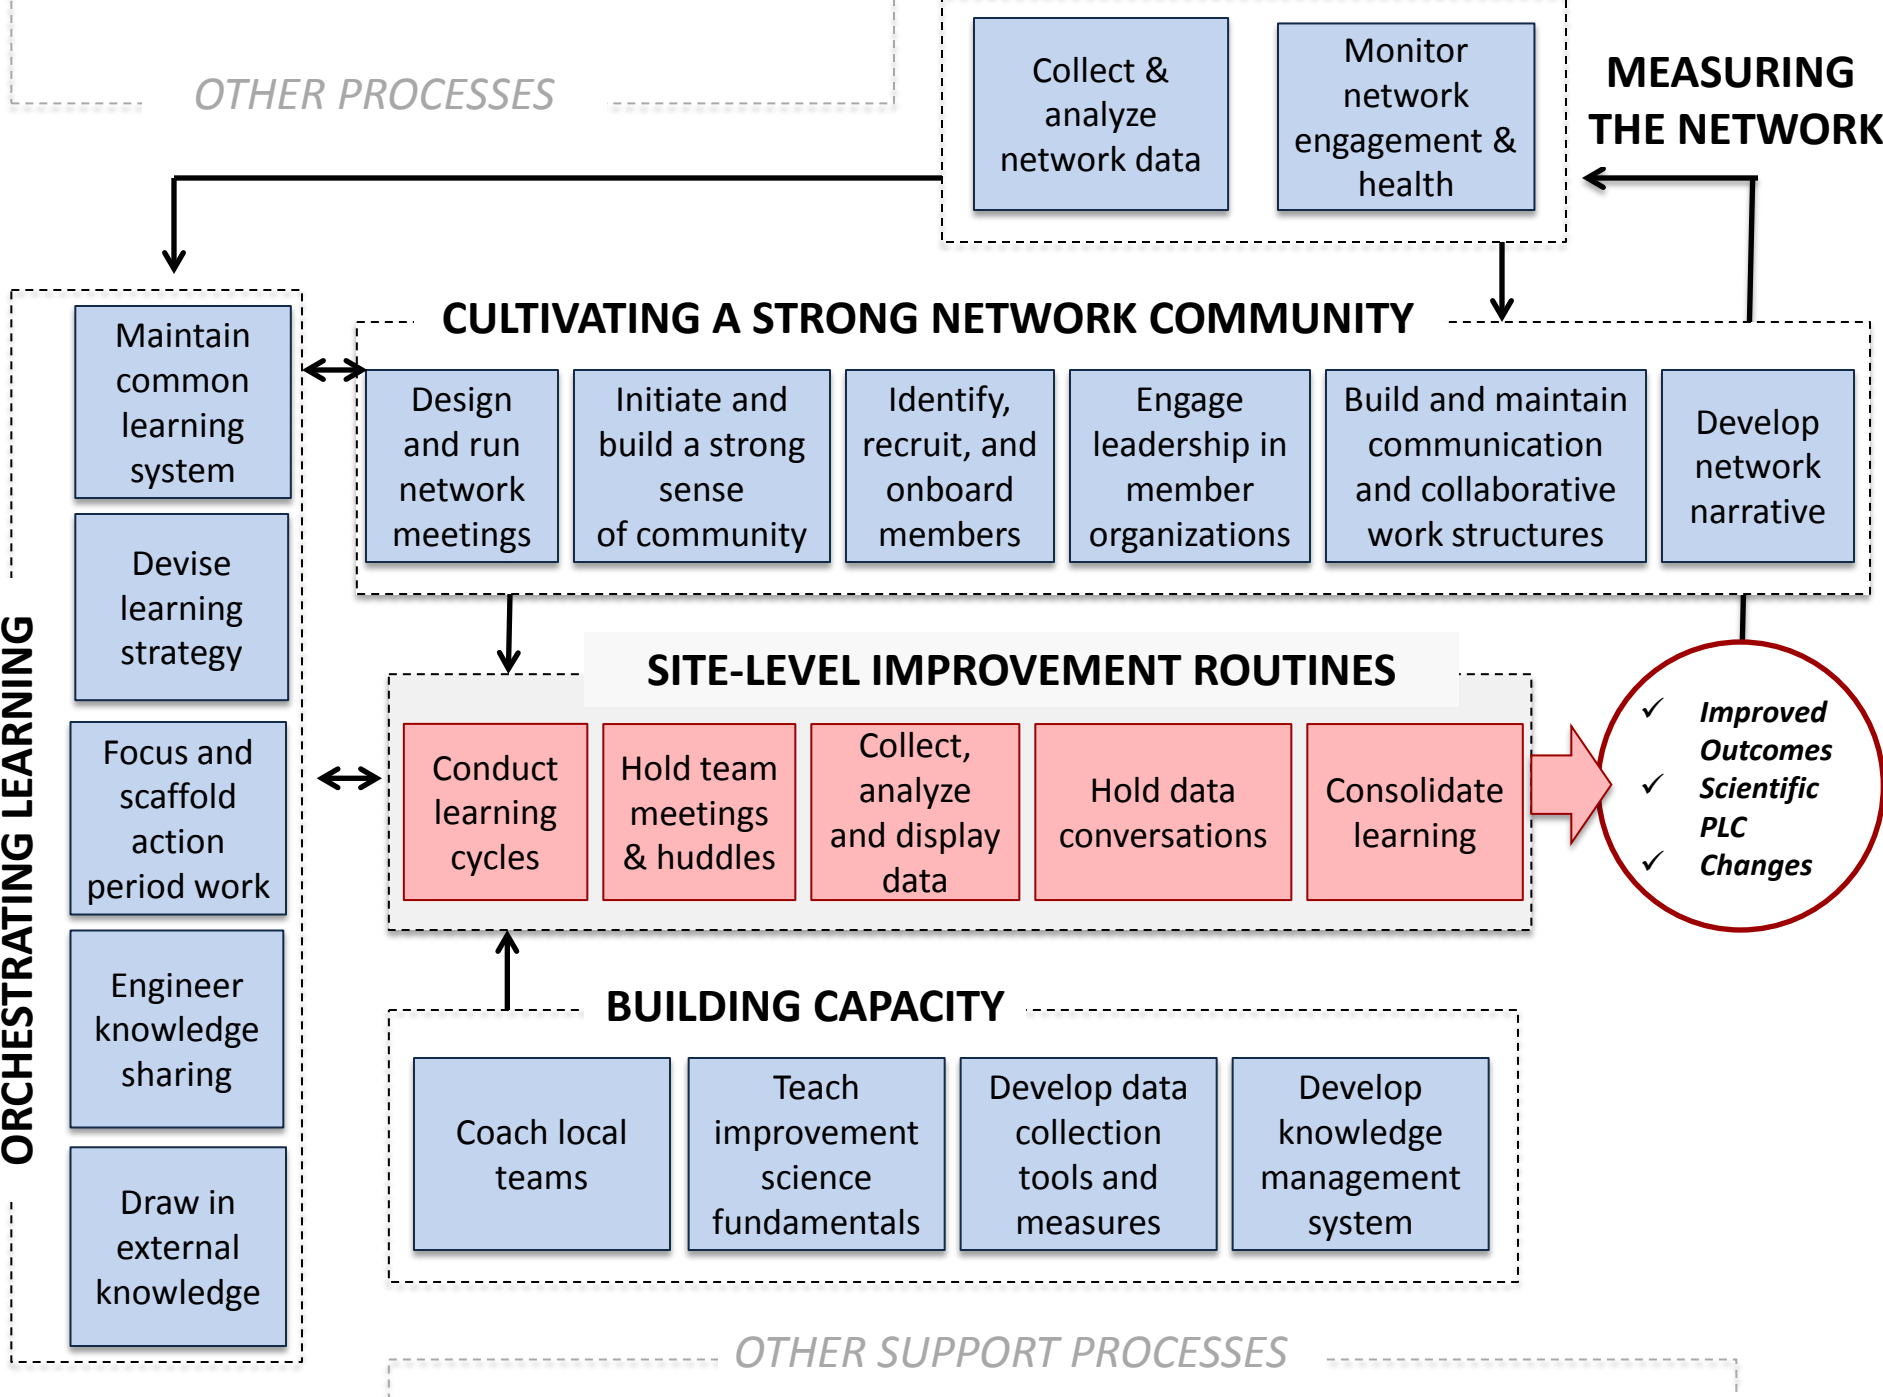 OTHER PROCESSES
Collect &
analyze
network data
Monitor
network
engagement &
health
MEASURING
THE NETWORK
ORCHESTRATING LEARNING
Maintain
common
learning
system
Devise
learning
strategy
Focus and
scaffold
action
period work
Engineer
knowledge
sharing
Draw in
external
knowledge
CULTIVATING A STRONG NETWORK COMMUNITY
Design
and run
network
meetings
Initiate and
build a strong
sense
of community
Identify,
recruit, and
onboard
members
Engage
leadership in
member
organizations
Build and maintain
communication
and collaborative
work structures
Develop
network
narrative
SITE-LEVEL IMPROVEMENT ROUTINES
Conduct
learning
cycles
Hold team
meetings
& huddles
Collect,
analyze
and display
data
Hold data
conversations
Consolidate
learning
✓ Improved
Outcomes
✓ Scientific
PLC
✓ Changes
BUILDING CAPACITY
Coach local
teams
Teach
improvement
science
fundamentals
Develop data
collection
tools and
measures
Develop
knowledge
management
system
OTHER SUPPORT PROCESSES